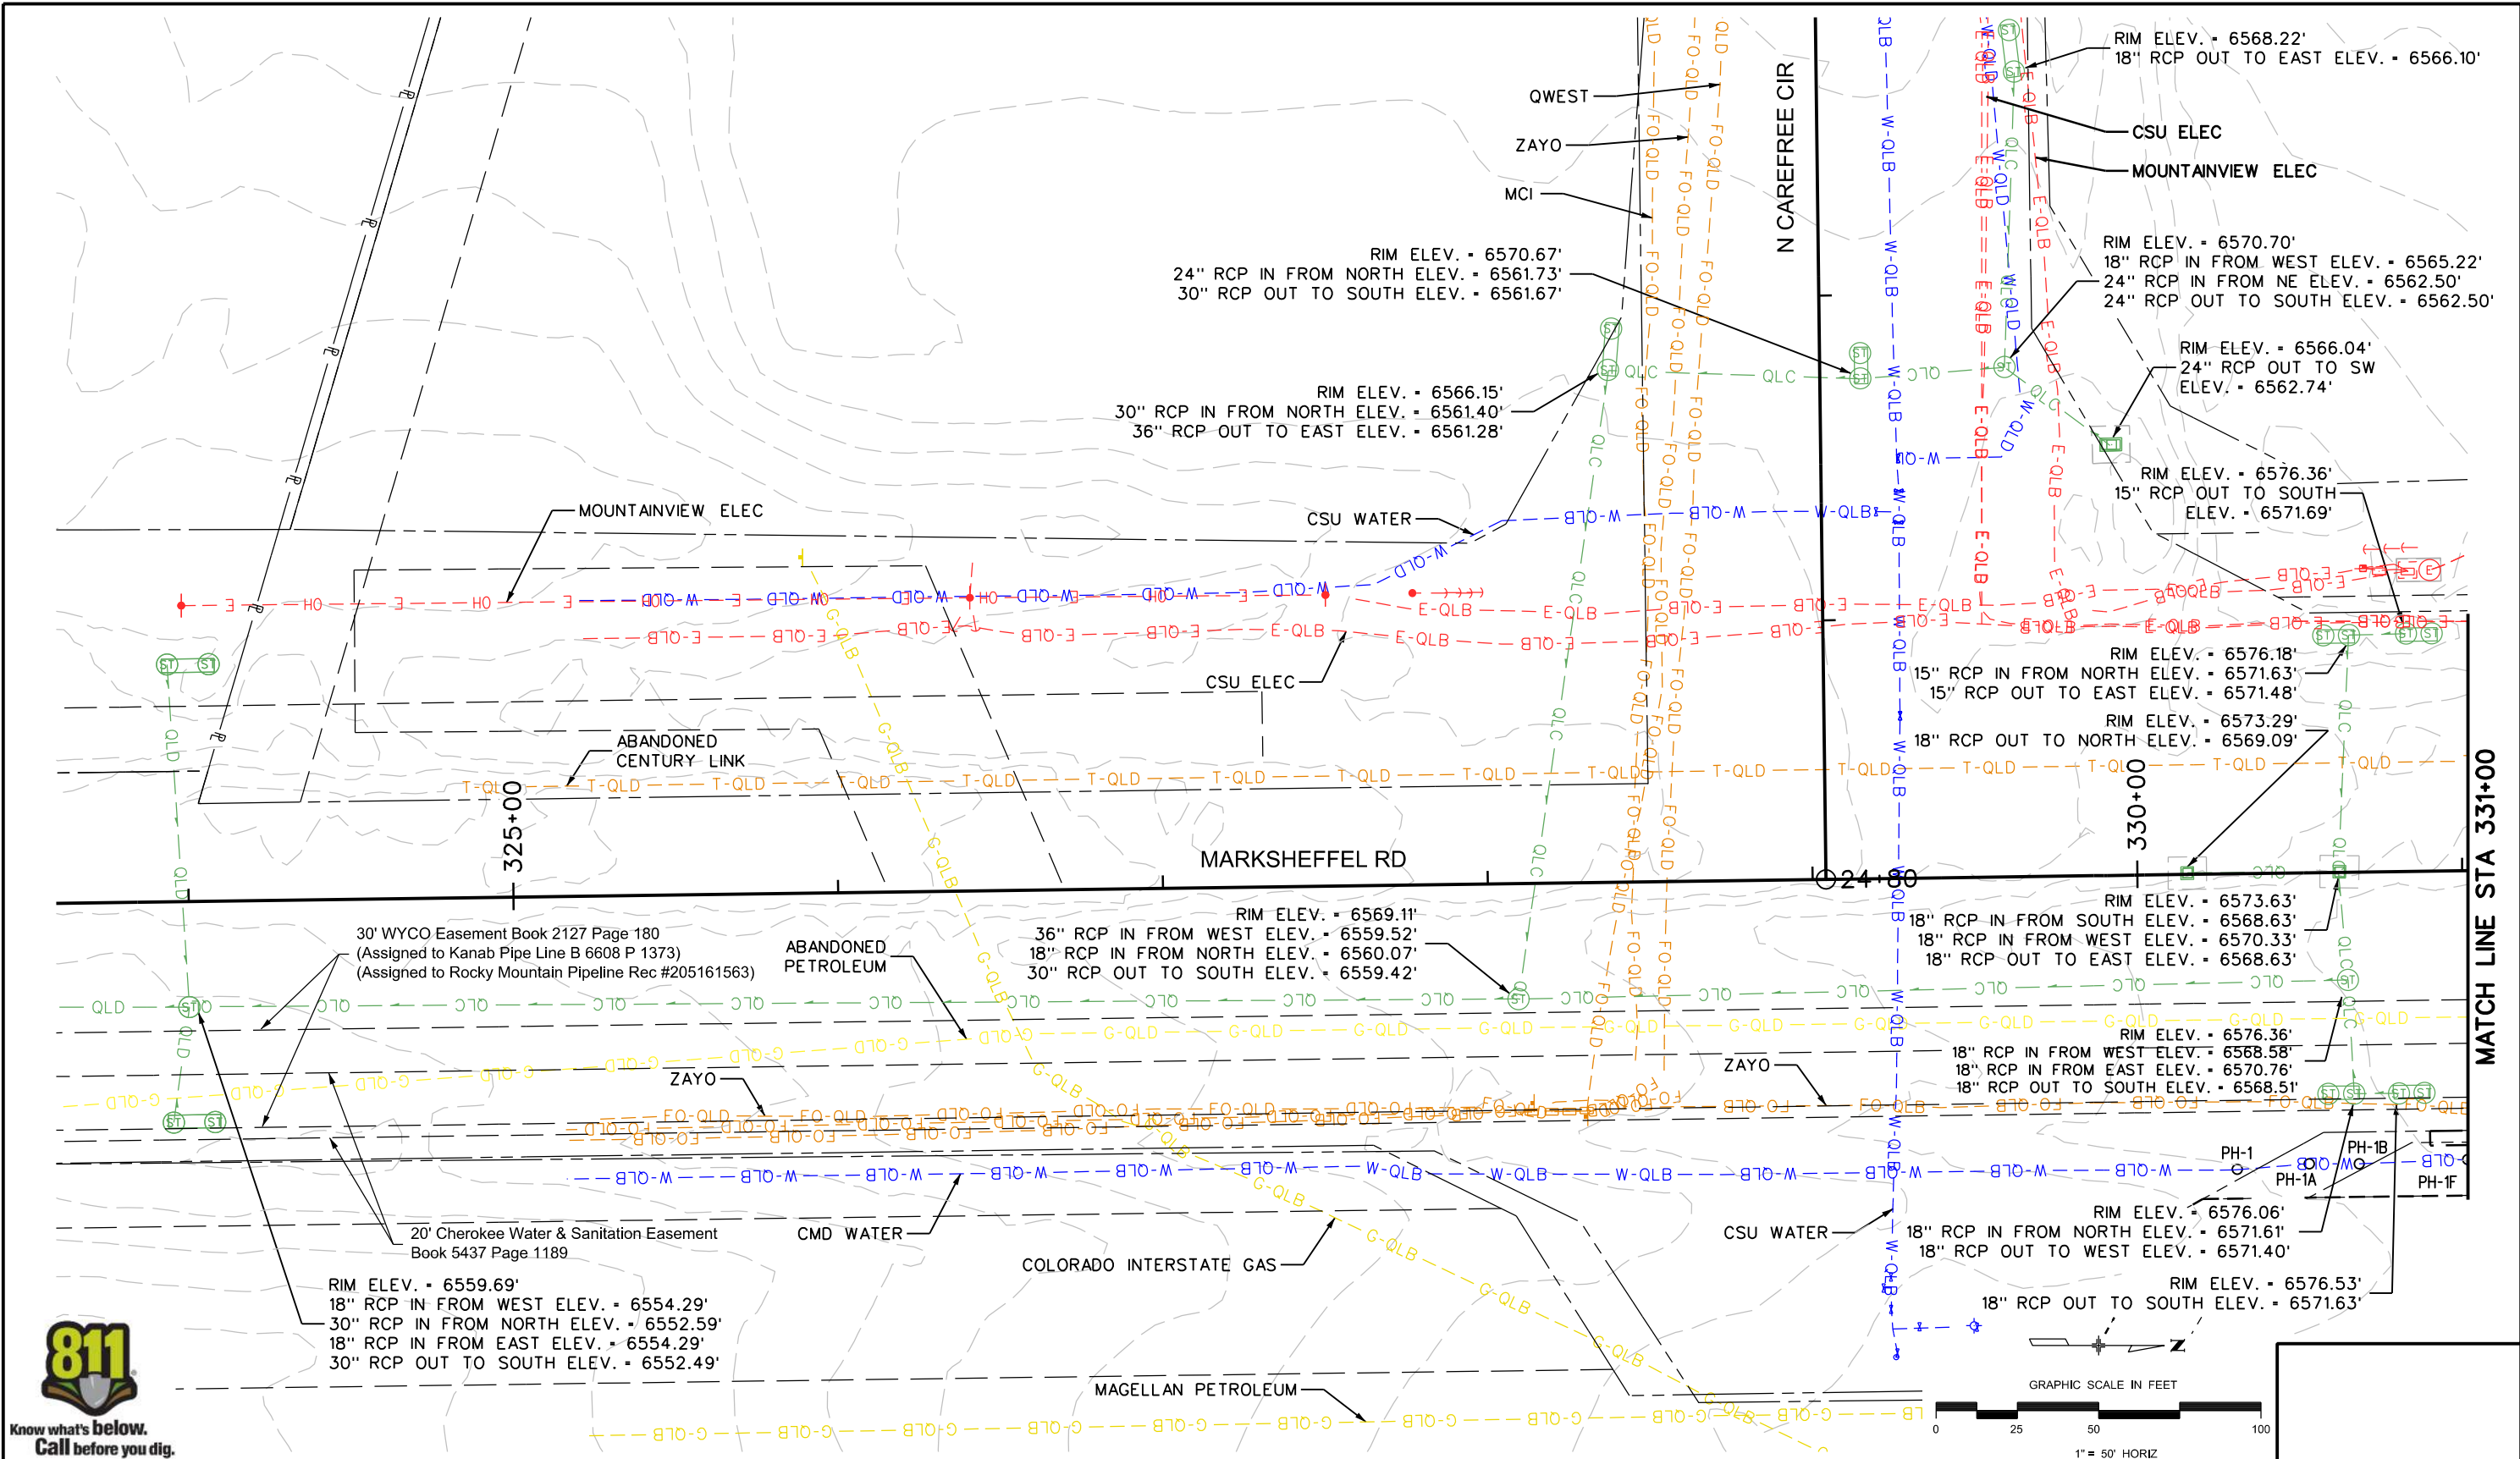 RIM ELEV. = 6568.22'
18" RCP OUT TO EAST ELEV. = 6566.10'
QWEST
ZAYO
MCI
N CAREFREE CIR
CSU ELEC
MOUNTAINVIEW ELEC
RIM ELEV. = 6570.67'
24" RCP IN FROM NORTH ELEV. = 6561.73'
30" RCP OUT TO SOUTH ELEV. = 6561.67'
RIM ELEV. = 6570.70'
18" RCP IN FROM WEST ELEV. = 6565.22'
24" RCP IN FROM NE ELEV. = 6562.50'
24" RCP OUT TO SOUTH ELEV. = 6562.50'
RIM ELEV. = 6566.04'
24" RCP OUT TO SW
ELEV. = 6562.74'
RIM ELEV. = 6566.15'
30" RCP IN FROM NORTH ELEV. = 6561.40'
36" RCP OUT TO EAST ELEV. = 6561.28'
RIM ELEV. = 6576.36'
15" RCP OUT TO SOUTH
ELEV. = 6571.69'
MOUNTAINVIEW ELEC
CSU WATER
CSU ELEC
RIM ELEV. = 6576.18'
15" RCP IN FROM NORTH ELEV. = 6571.63'
15" RCP OUT TO EAST ELEV. = 6571.48'
RIM ELEV. = 6573.29'
18" RCP OUT TO NORTH ELEV. = 6569.09'
ABANDONED
CENTURY LINK
T-QLD
325+00
330+00
MATCH LINE STA 331+00
MARKSHEFFEL RD
24+80
30' WYCO Easement Book 2127 Page 180
(Assigned to Kanab Pipe Line B 6608 P 1373)
(Assigned to Rocky Mountain Pipeline Rec #205161563)
ABANDONED
PETROLEUM
RIM ELEV. = 6569.11'
36" RCP IN FROM WEST ELEV. = 6559.52'
18" RCP IN FROM NORTH ELEV. = 6560.07'
30" RCP OUT TO SOUTH ELEV. = 6559.42'
RIM ELEV. = 6573.63'
18" RCP IN FROM SOUTH ELEV. = 6568.63'
18" RCP IN FROM WEST ELEV. = 6570.33'
18" RCP OUT TO EAST ELEV. = 6568.63'
QLD
QLC
G-QLD
RIM ELEV. = 6576.36'
18" RCP IN FROM WEST ELEV. = 6568.58'
18" RCP IN FROM EAST ELEV. = 6570.76'
18" RCP OUT TO SOUTH ELEV. = 6568.51'
ZAYO
ZAYO
FO-QLD
FO-QLB
W-QLB
PH-1
PH-1A
PH-1B
PH-1F
20' Cherokee Water & Sanitation Easement
Book 5437 Page 1189
CMD WATER
COLORADO INTERSTATE GAS
CSU WATER
RIM ELEV. = 6576.06'
18" RCP IN FROM NORTH ELEV. = 6571.61'
18" RCP OUT TO WEST ELEV. = 6571.40'
RIM ELEV. = 6576.53'
18" RCP OUT TO SOUTH ELEV. = 6571.63'
RIM ELEV. = 6559.69'
18" RCP IN FROM WEST ELEV. = 6554.29'
30" RCP IN FROM NORTH ELEV. = 6552.59'
18" RCP IN FROM EAST ELEV. = 6554.29'
30" RCP OUT TO SOUTH ELEV. = 6552.49'
MAGELLAN PETROLEUM
G-QLB
N
GRAPHIC SCALE IN FEET
0 25 50 100
1" = 50' HORIZ
811
Know what's below.
Call before you dig.